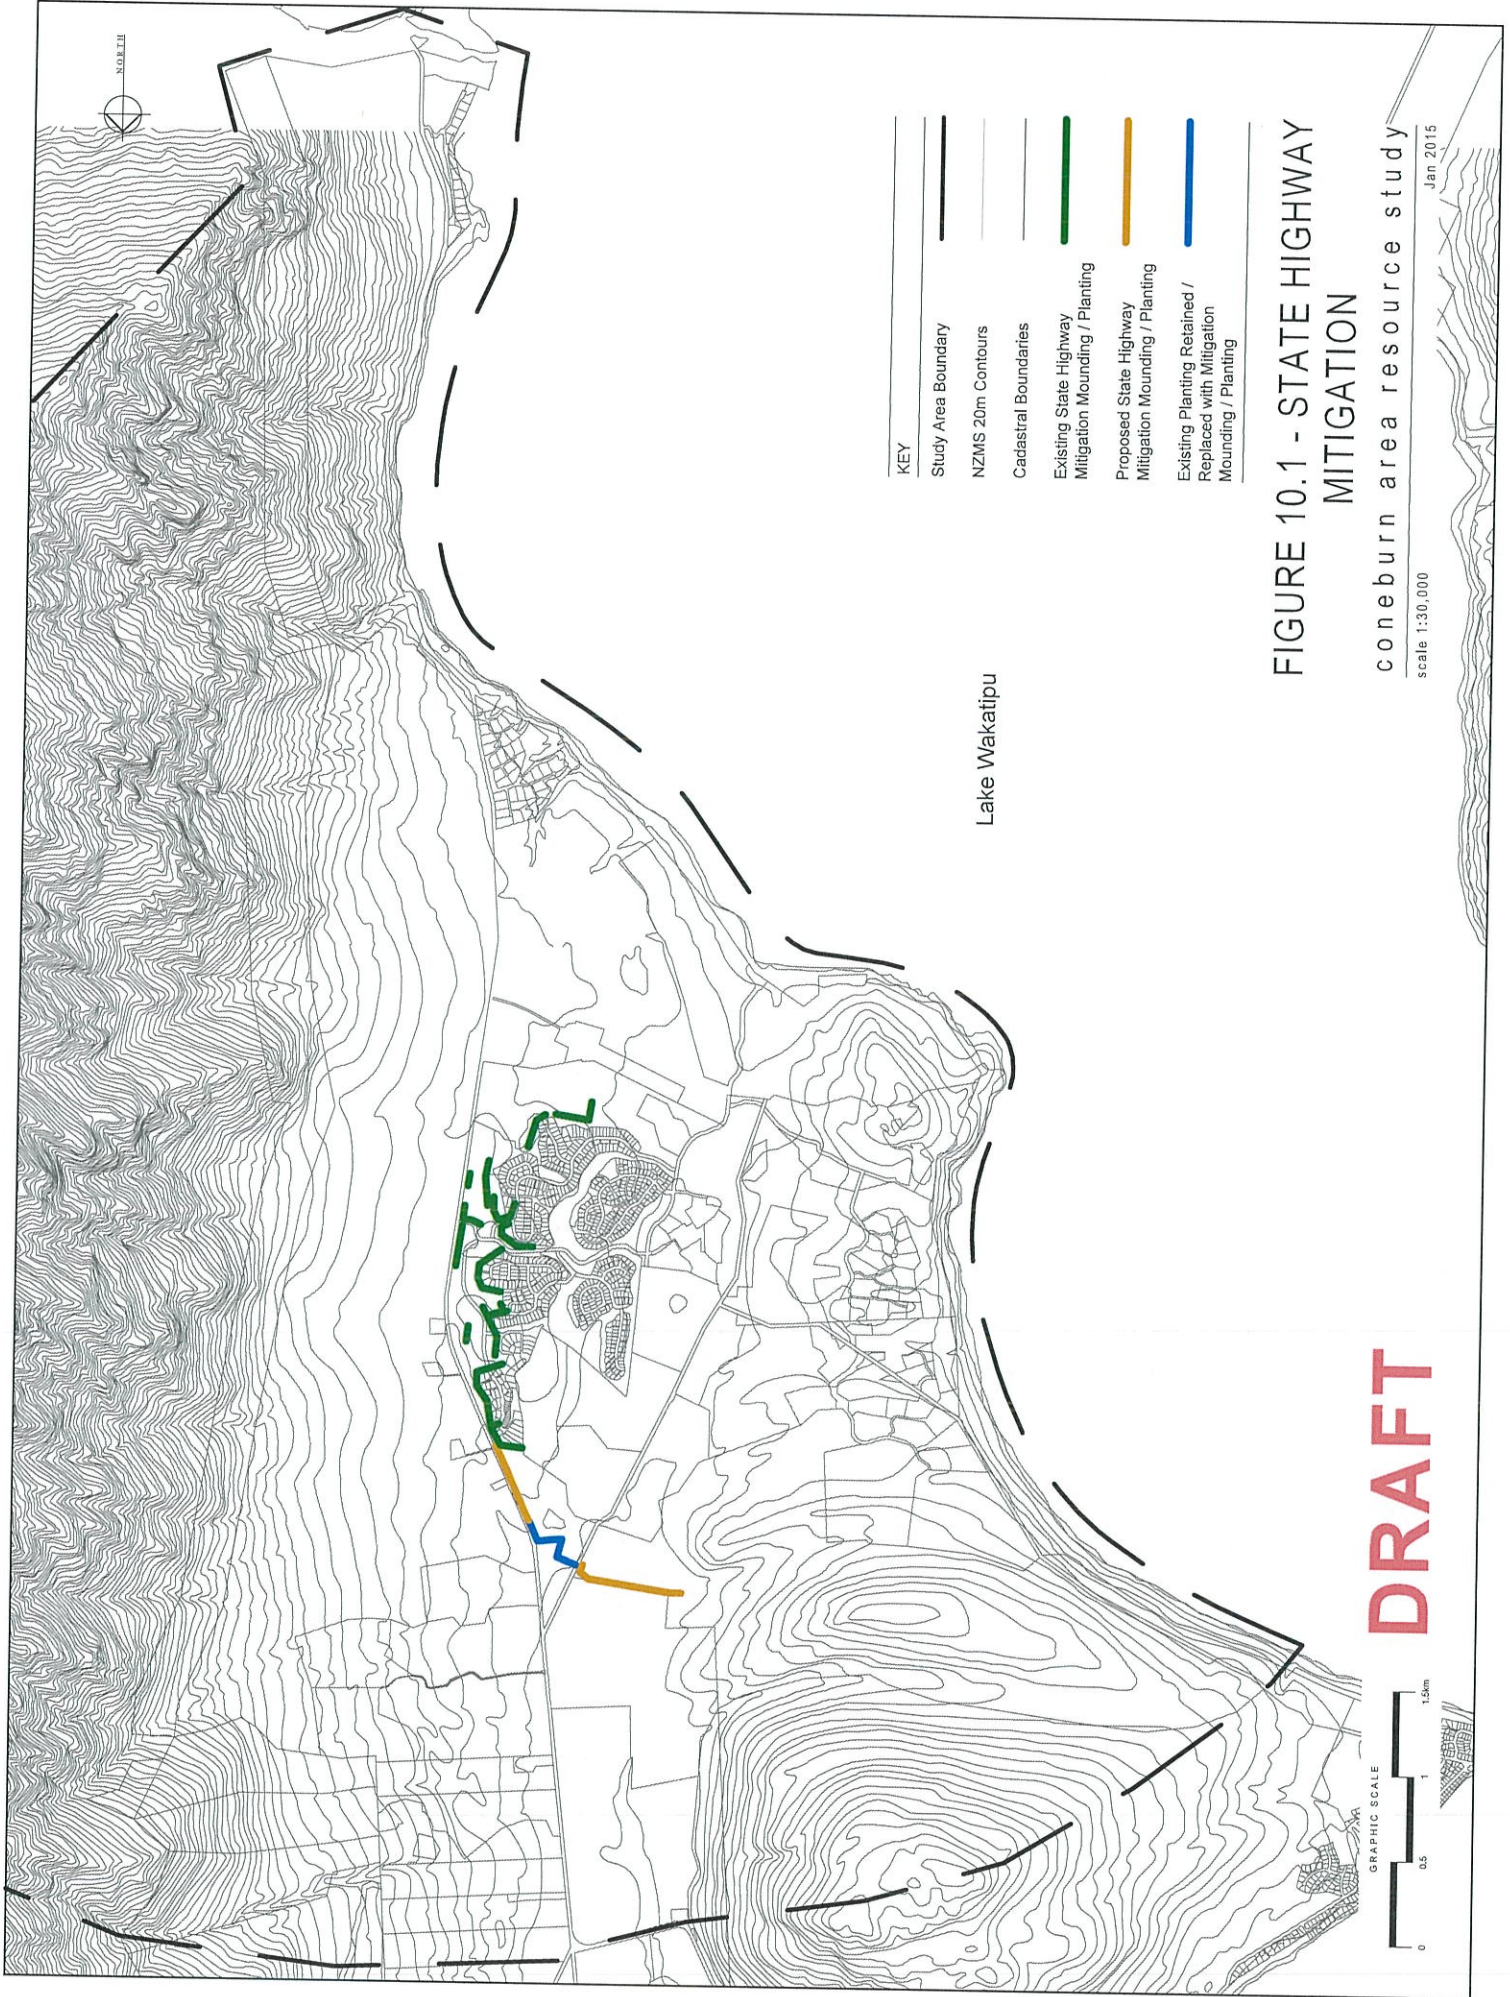 NORTH
Lake Wakatipu
KEY
Study Area Boundary
NZMS 20m Contours
Cadastral Boundaries
Existing State Highway
Mitigation Mounding / Planting
Proposed State Highway
Mitigation Mounding / Planting
Existing Planting Retained /
Replaced with Mitigation
Mounding / Planting
FIGURE 10.1 - STATE HIGHWAY
MITIGATION
coneburn area resource study
scale 1:30,000
Jan 2015
DRAFT
GRAPHIC SCALE
0
0.5
1
1.5km